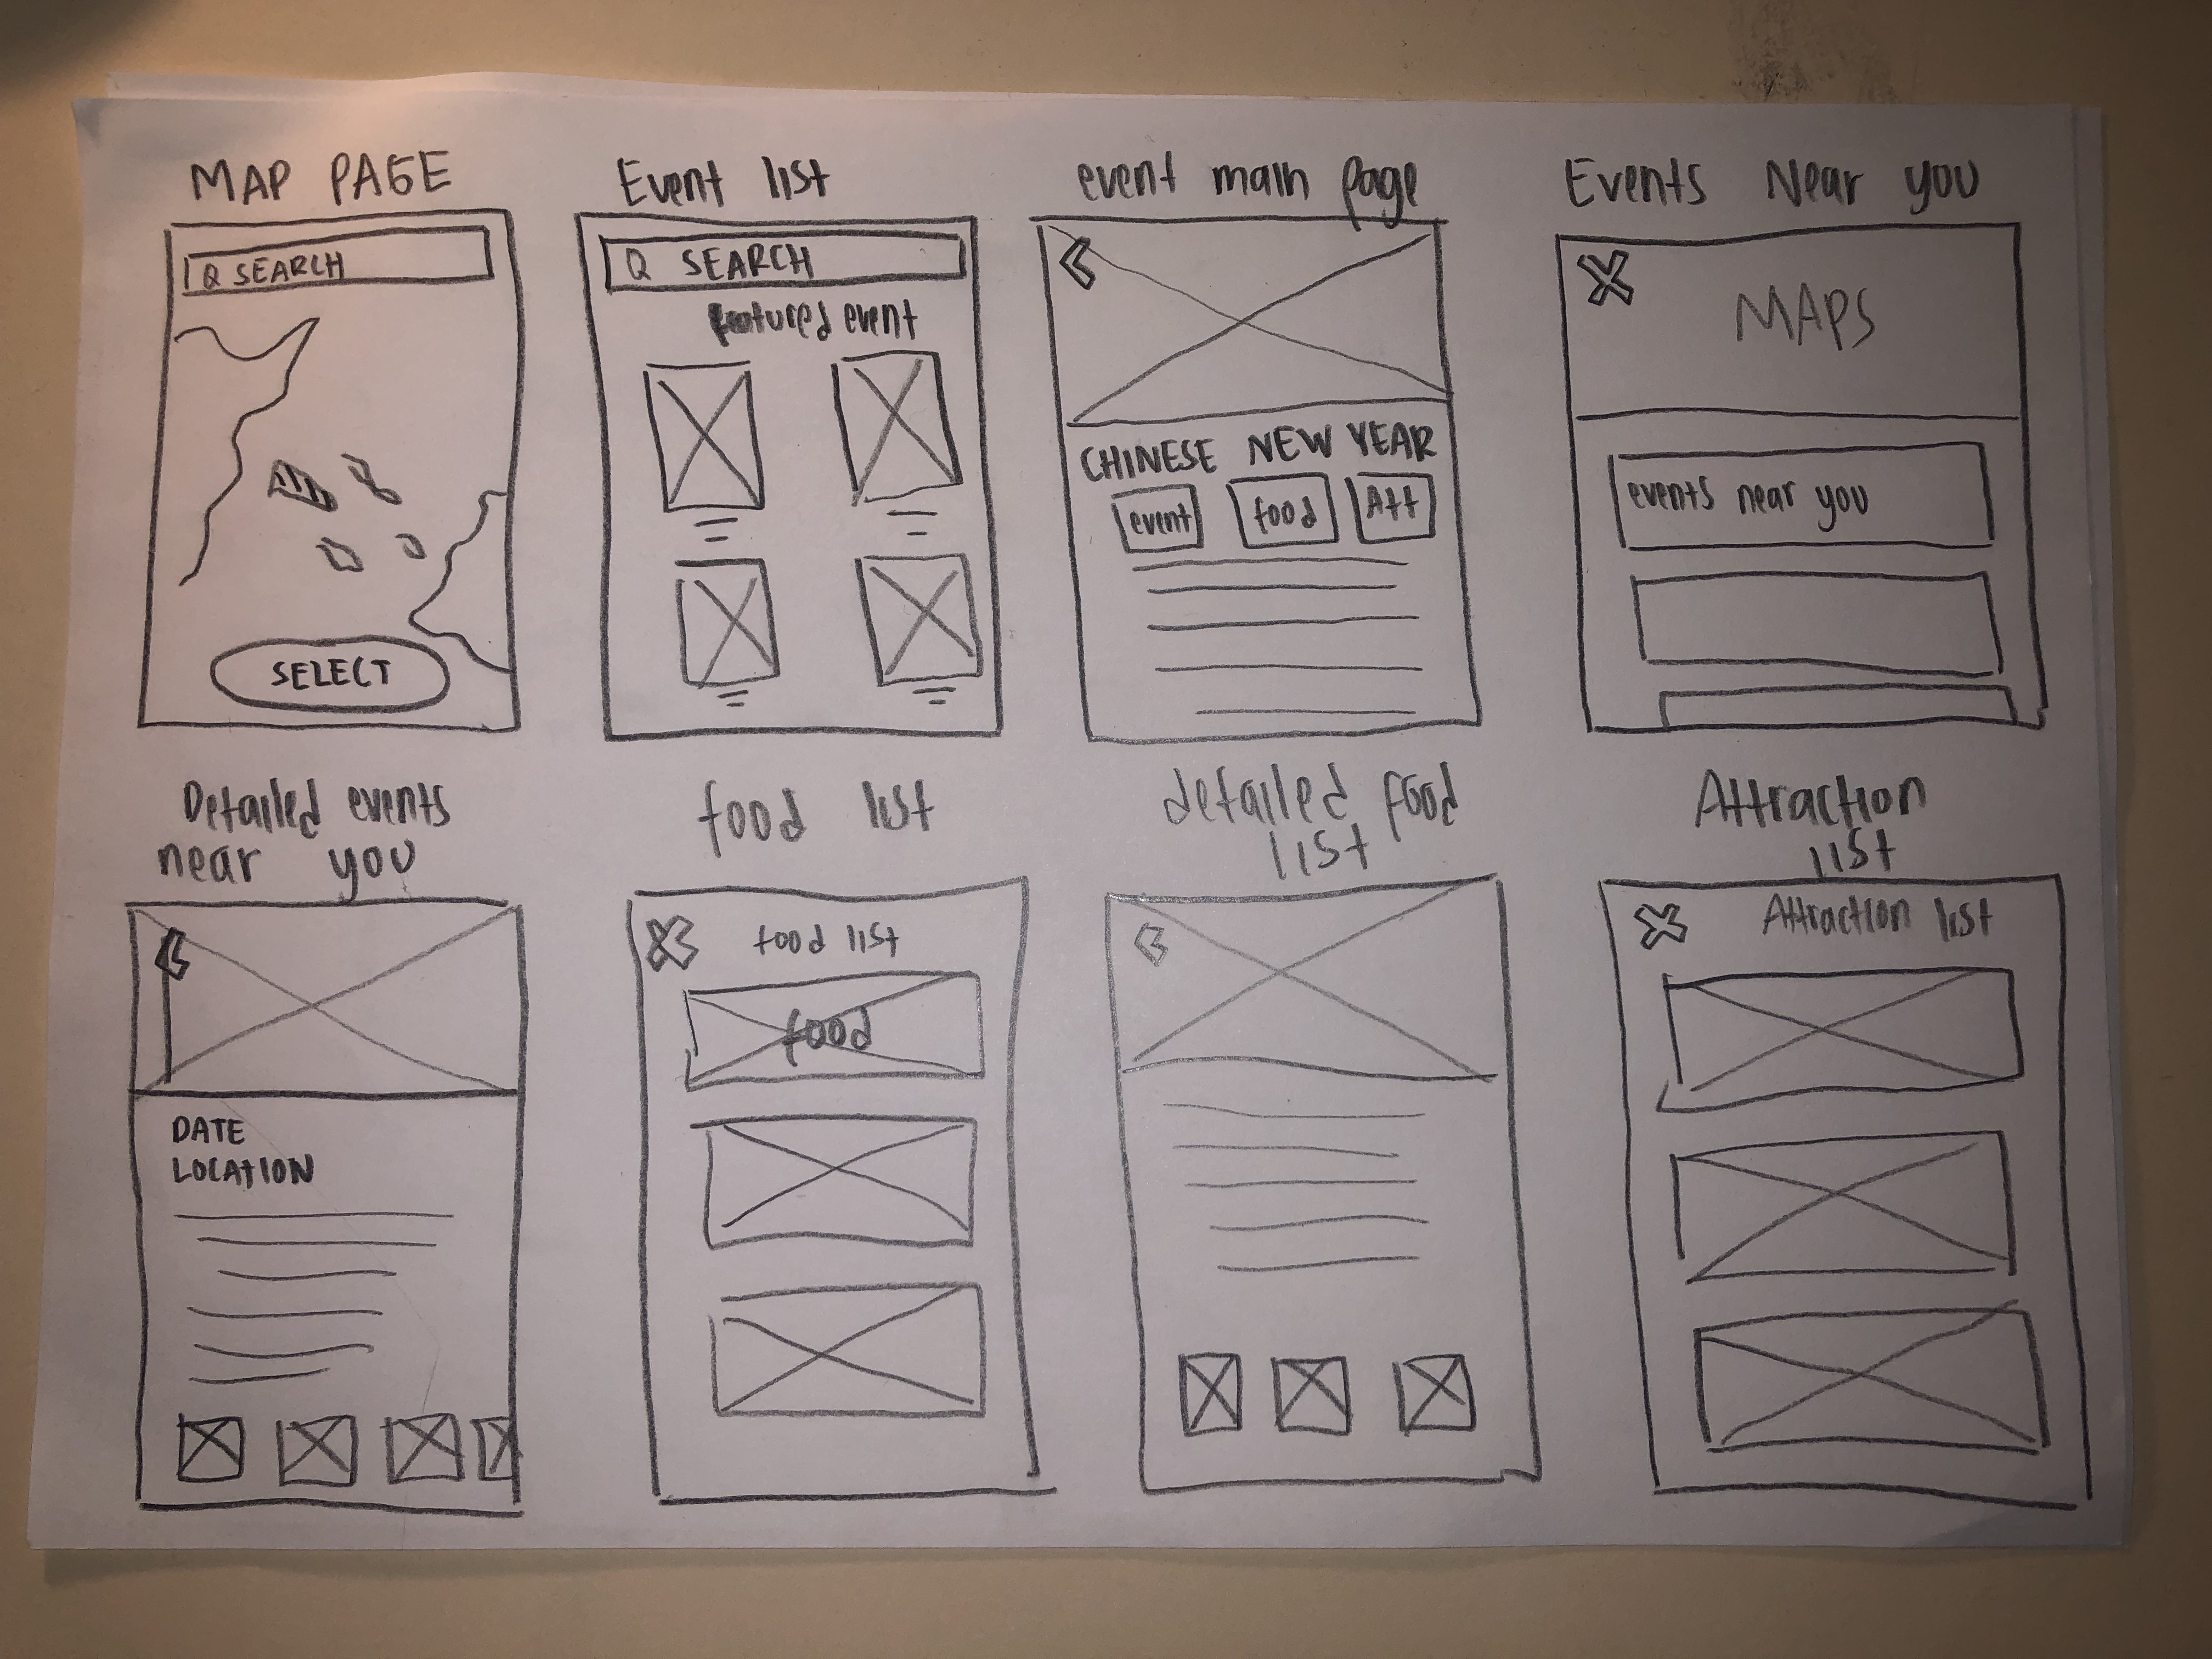 MAP PAGE
SEARCH
SELECT
Event list
SEARCH
featured event
event main page
CHINESE NEW YEAR
event food Att
Events Near you
MAPS
events near you
Detailed events
near you
DATE
LOCATION
food list
food list
food
detailed food
list
Attraction
list
Attraction list